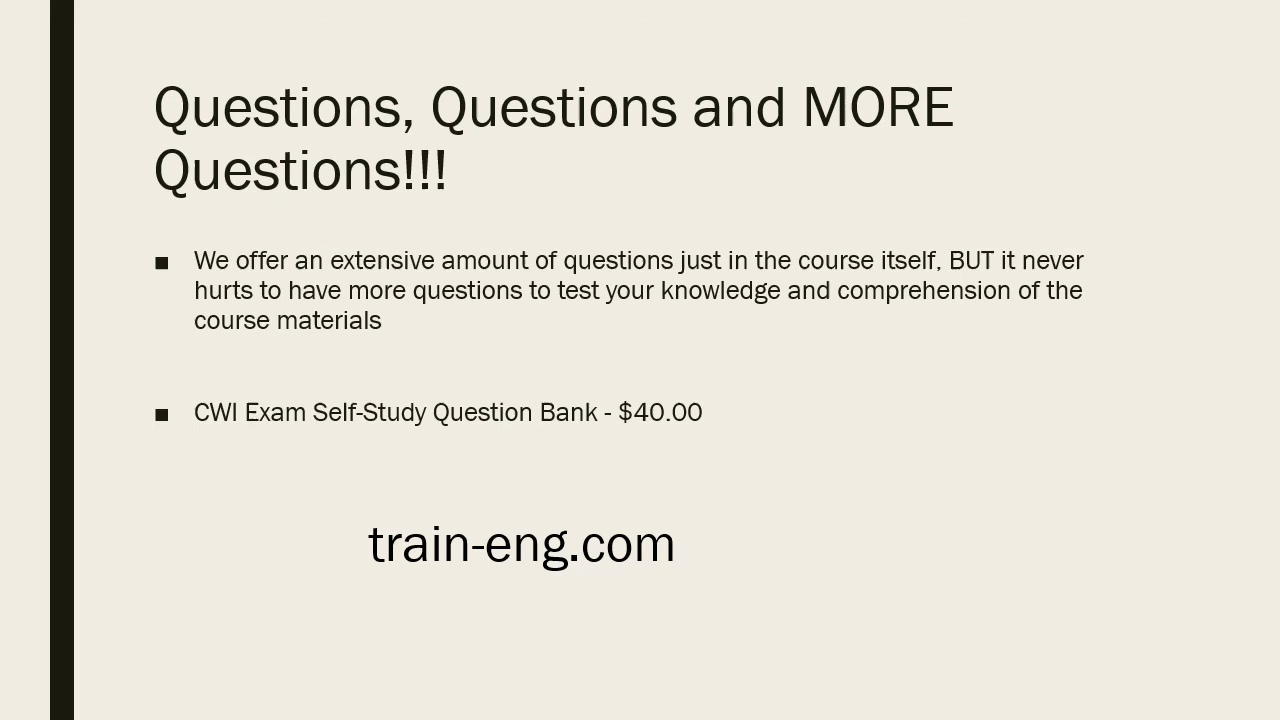 Questions, Questions and MORE
Questions!!!
■ We offer an extensive amount of questions just in the course itself, BUT it never
hurts to have more questions to test your knowledge and comprehension of the
course materials
■ CWI Exam Self-Study Question Bank - $40.00
train-eng.com